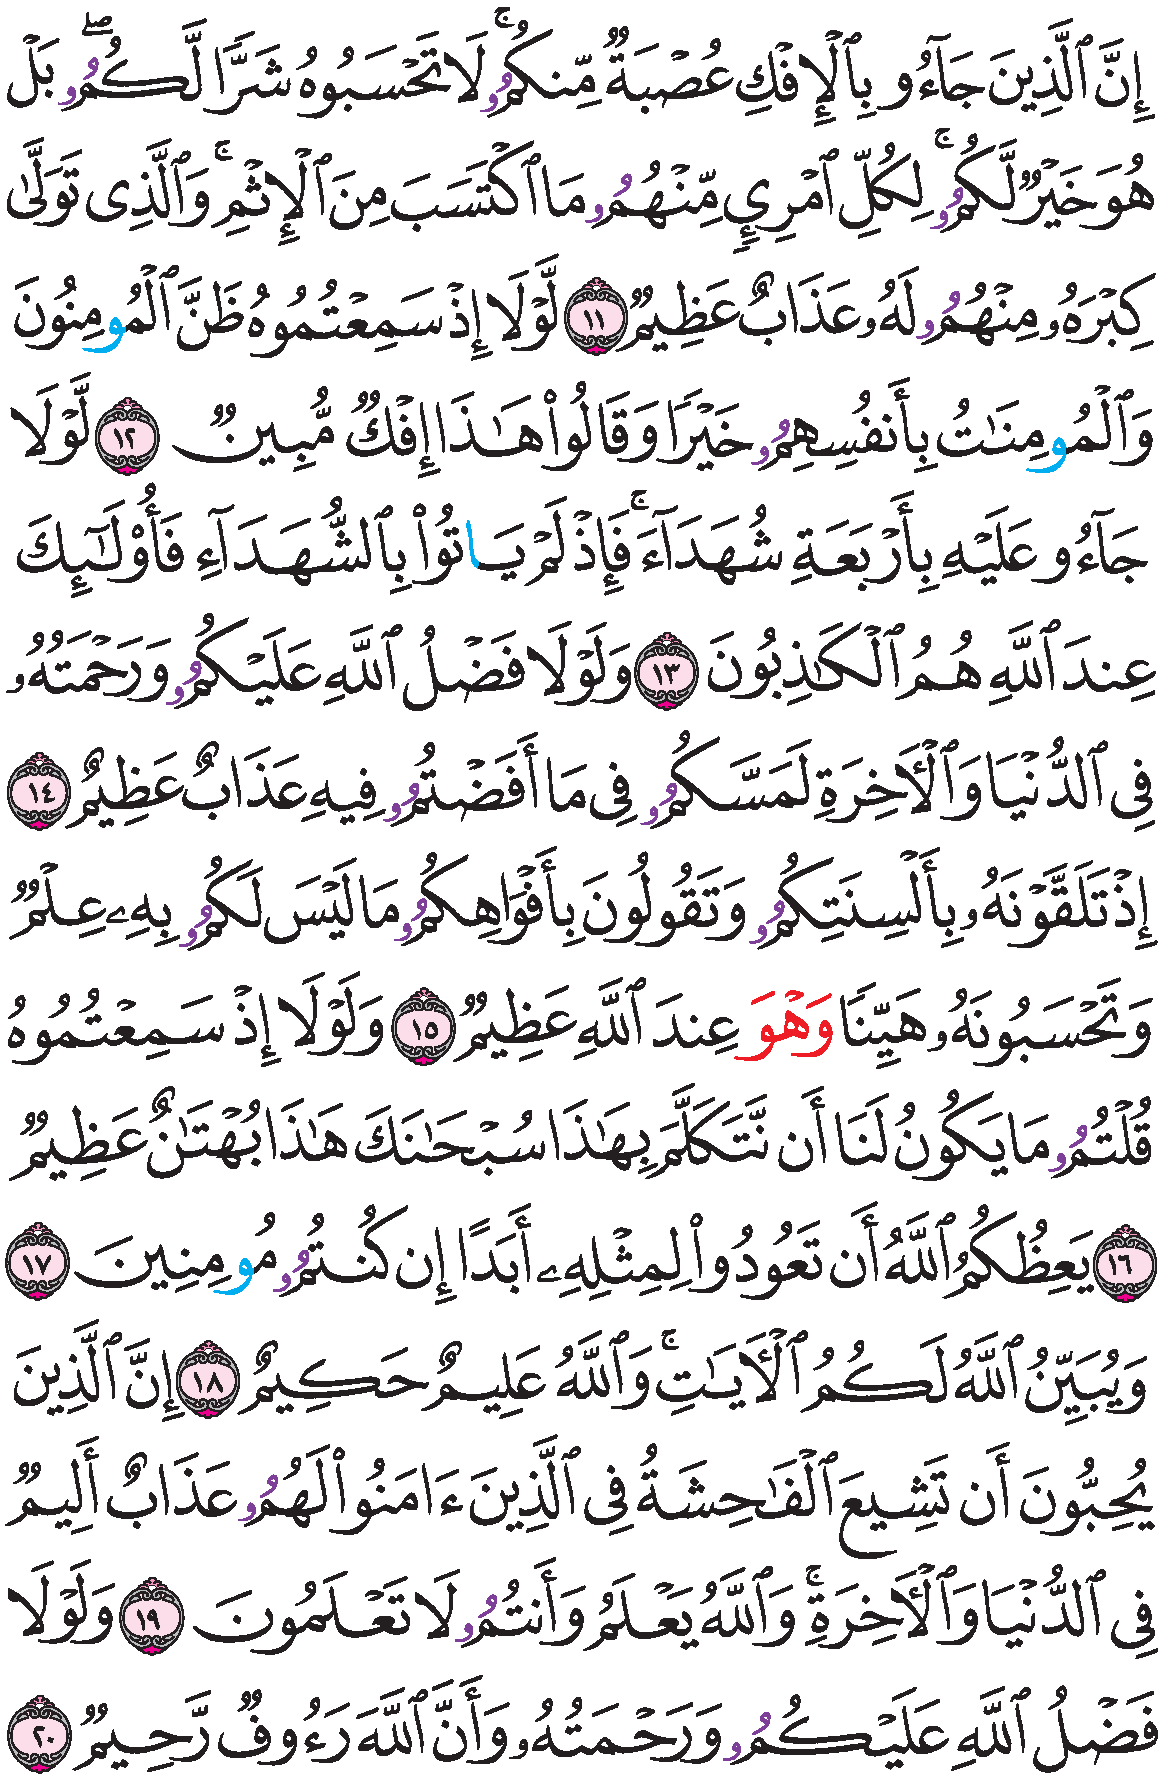 إِنَّ ٱلَّذِينَ جَآءُو بِٱلْإِفْكِ عُصْبَةٌ مِّنكُمُۥ ۚ لَا تَحْسَبُوهُ شَرًّا لَّكُمُۥ ۖ بَلْ
هُوَ خَيْرٌ لَّكُمُۥ ۚ لِكُلِّ ٱمْرِيٍٕ مِّنْهُمُۥ مَا ٱكْتَسَبَ مِنَ ٱلْإِثْمِ ۚ وَٱلَّذِى تَوَلَّىٰ
كِبْرَهُۥ مِنْهُمُۥ لَهُۥ عَذَابٌ عَظِيمٌ ١١ لَّوْلَا إِذْ سَمِعْتُمُوهُ ظَنَّ ٱلْمُومِنُونَ
وَٱلْمُومِنَٰتُ بِأَنفُسِهِمُۥ خَيْرًا وَقَالُوا۟ هَٰذَا إِفْكٌ مُّبِينٌ ١٢ لَّوْلَا
جَآءُو عَلَيْهِ بِأَرْبَعَةِ شُهَدَآءَ ۚ فَإِذْ لَمْ يَاتُوا۟ بِٱلشُّهَدَآءِ فَأُو۟لَٰٓئِكَ
عِندَ ٱللَّهِ هُمُ ٱلْكَٰذِبُونَ ١٣ وَلَوْلَا فَضْلُ ٱللَّهِ عَلَيْكُمُۥ وَرَحْمَتُهُۥ
فِى ٱلدُّنْيَا وَٱلْأَخِرَةِ لَمَسَّكُمُۥ فِى مَا أَفَضْتُمُۥ فِيهِ عَذَابٌ عَظِيمٌ ١٤
إِذْ تَلَقَّوْنَهُۥ بِأَلْسِنَتِكُمُۥ وَتَقُولُونَ بِأَفْوَاهِكُمُۥ مَا لَيْسَ لَكُمُۥ بِهِۦ عِلْمٌ
وَتَحْسَبُونَهُۥ هَيِّنًا وَهْوَ عِندَ ٱللَّهِ عَظِيمٌ ١٥ وَلَوْلَا إِذْ سَمِعْتُمُوهُ
قُلْتُمُۥ مَا يَكُونُ لَنَا أَن نَّتَكَلَّمَ بِهَٰذَا سُبْحَٰنَكَ هَٰذَا بُهْتَٰنٌ عَظِيمٌ
١٦ يَعِظُكُمُ ٱللَّهُ أَن تَعُودُوا۟ لِمِثْلِهِۦ أَبَدًا إِن كُنتُمُۥ مُومِنِينَ ١٧
وَيُبَيِّنُ ٱللَّهُ لَكُمُ ٱلْأَيَٰتِ ۚ وَٱللَّهُ عَلِيمٌ حَكِيمٌ ١٨ إِنَّ ٱلَّذِينَ
يُحِبُّونَ أَن تَشِيعَ ٱلْفَٰحِشَةُ فِى ٱلَّذِينَ ءَامَنُوا۟ لَهُمُۥ عَذَابٌ أَلِيمٌ
فِى ٱلدُّنْيَا وَٱلْأَخِرَةِ ۚ وَٱللَّهُ يَعْلَمُ وَأَنتُمُۥ لَا تَعْلَمُونَ ١٩ وَلَوْلَا
فَضْلُ ٱللَّهِ عَلَيْكُمُۥ وَرَحْمَتُهُۥ وَأَنَّ ٱللَّهَ رَءُوفٌ رَّحِيمٌ ٢٠